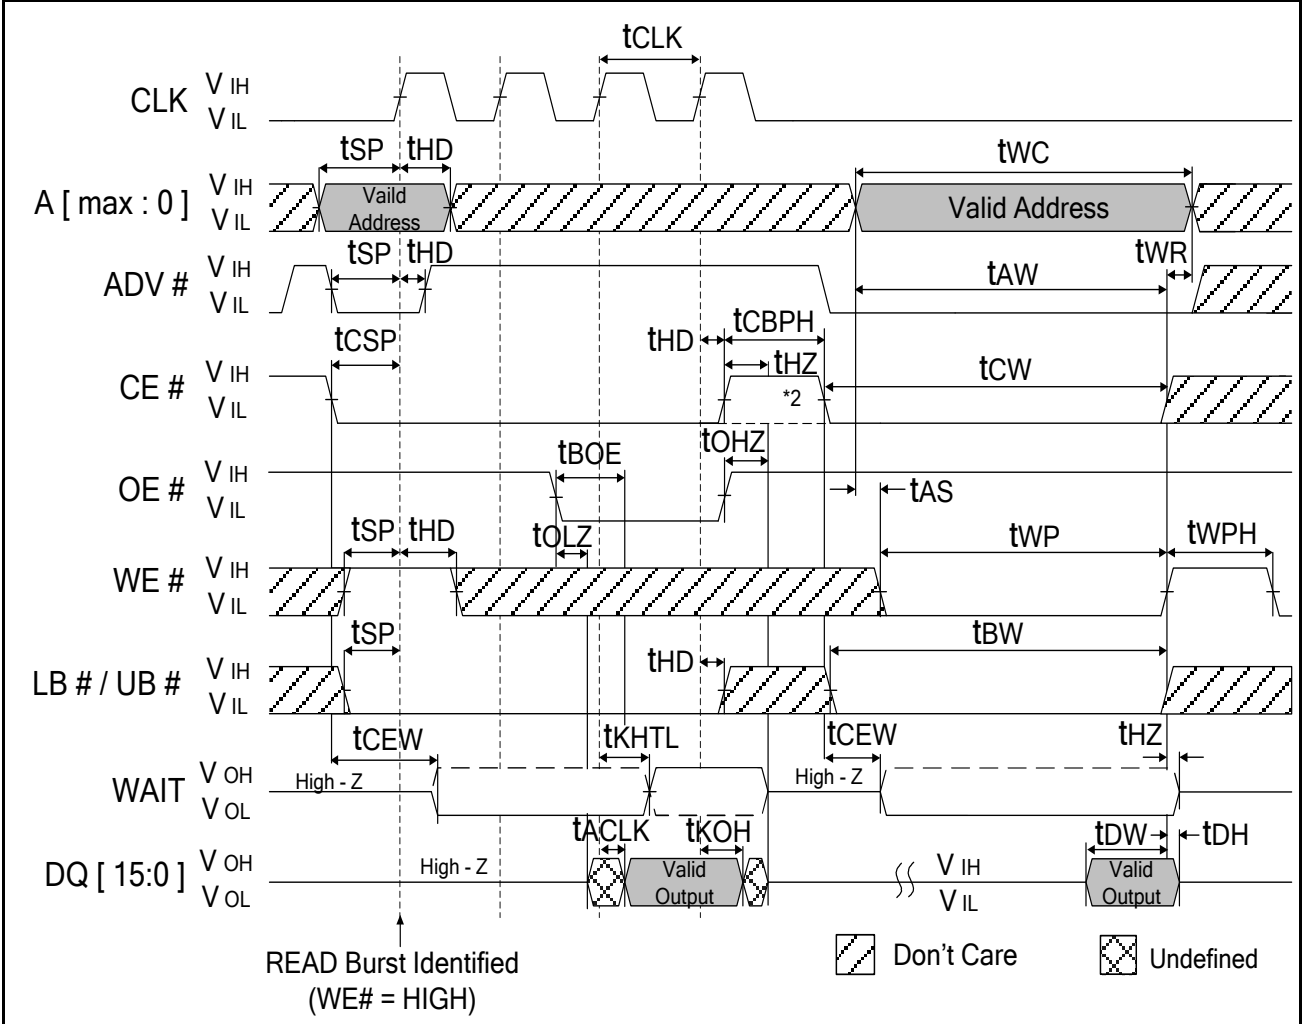 tCLK
CLK
V IH
V IL
tSP
tHD
tWC
A [ max : 0 ]
V IH
V IL
Vaild
Address
Valid Address
tSP
tHD
tWR
ADV #
V IH
V IL
tAW
tCSP
tHD
tCBPH
CE #
V IH
V IL
tHZ
*2
tCW
tBOE
tOHZ
OE #
V IH
V IL
tAS
tSP
tHD
tOLZ
tWP
tWPH
WE #
V IH
V IL
tSP
tHD
tBW
LB # / UB #
V IH
V IL
tCEW
tKHTL
tCEW
tHZ
WAIT
V OH
V OL
High - Z
High - Z
tACLK
tKOH
tDW
tDH
DQ [ 15:0 ]
V OH
V OL
High - Z
Valid
Output
V IH
V IL
Valid
Output
READ Burst Identified
(WE# = HIGH)
Don't Care
Undefined